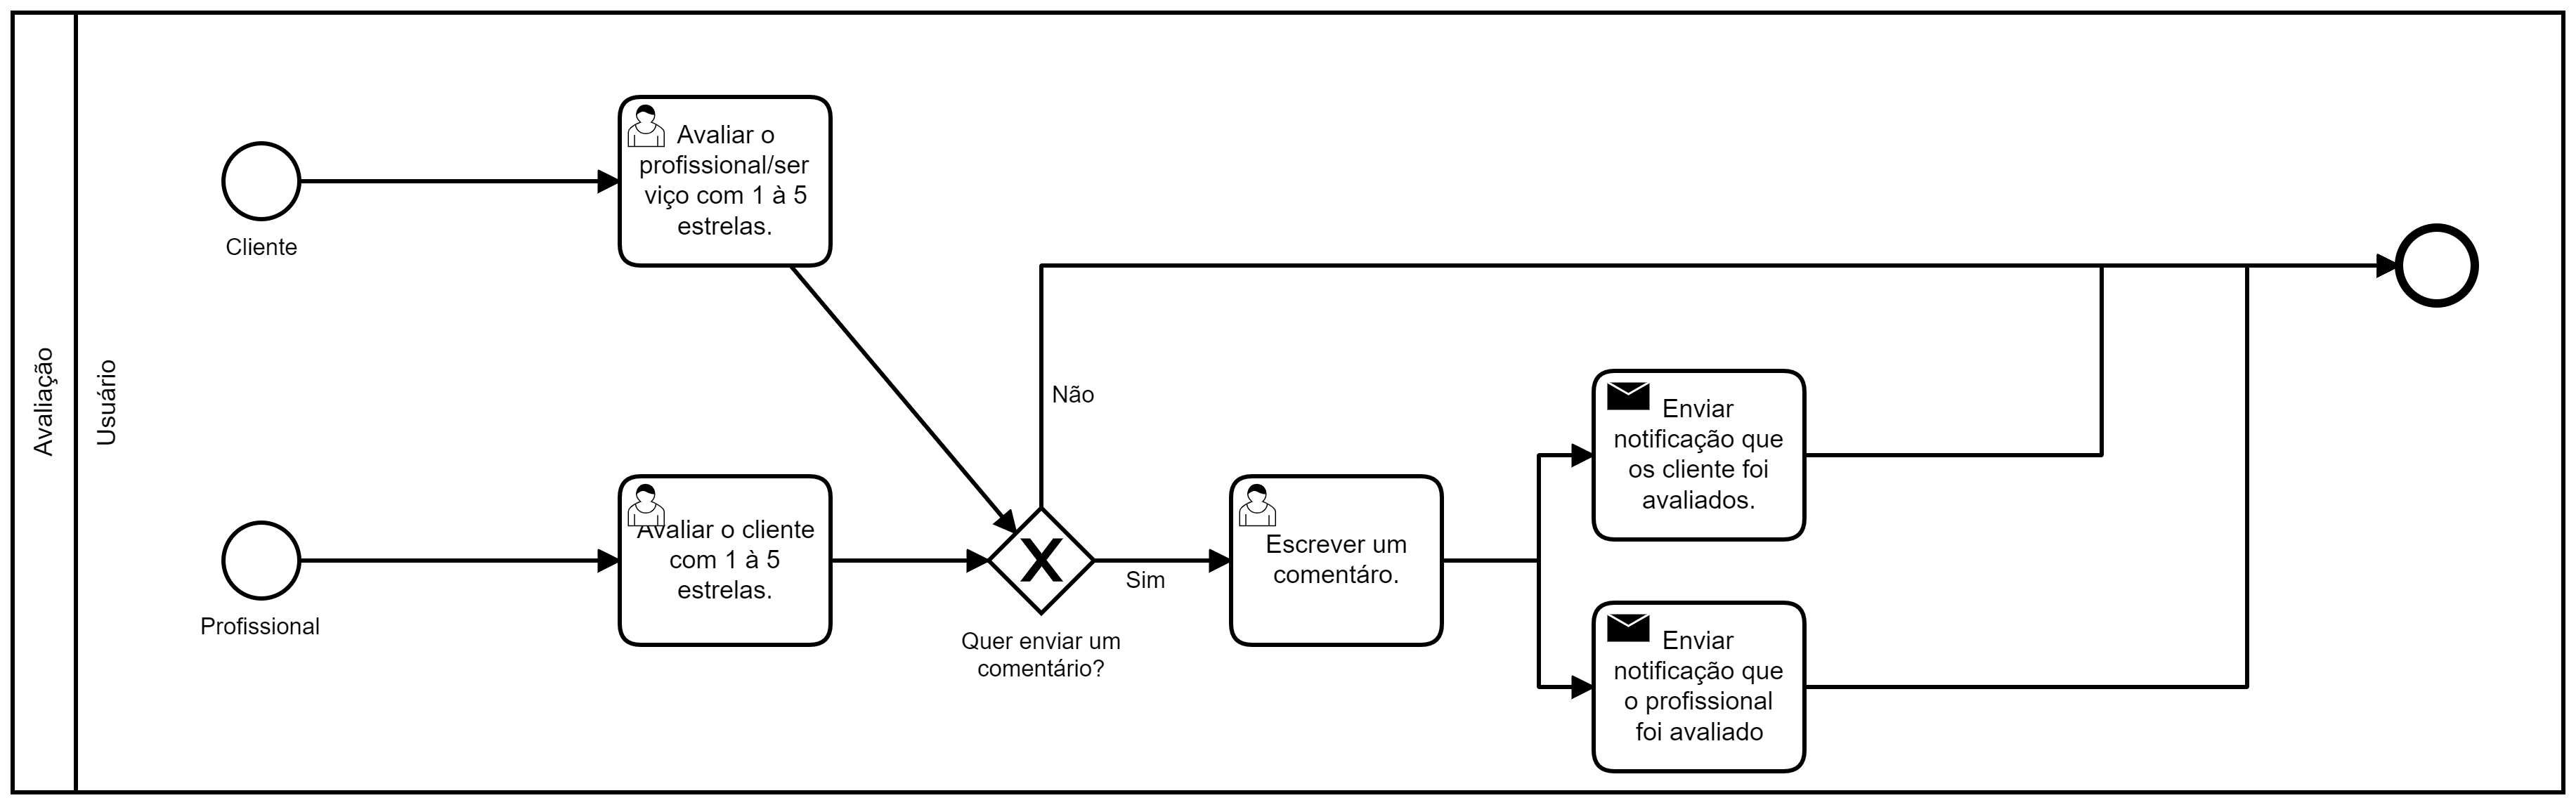 Avaliação
Usuário
Cliente
Avaliar o
profissional/ser
viço com 1 à 5
estrelas.
Profissional
Avaliar o cliente
com 1 à 5
estrelas.
Quer enviar um
comentário?
Não
Sim
Escrever um
comentáro.
Enviar
notificação que
os cliente foi
avaliados.
Enviar
notificação que
o profissional
foi avaliado